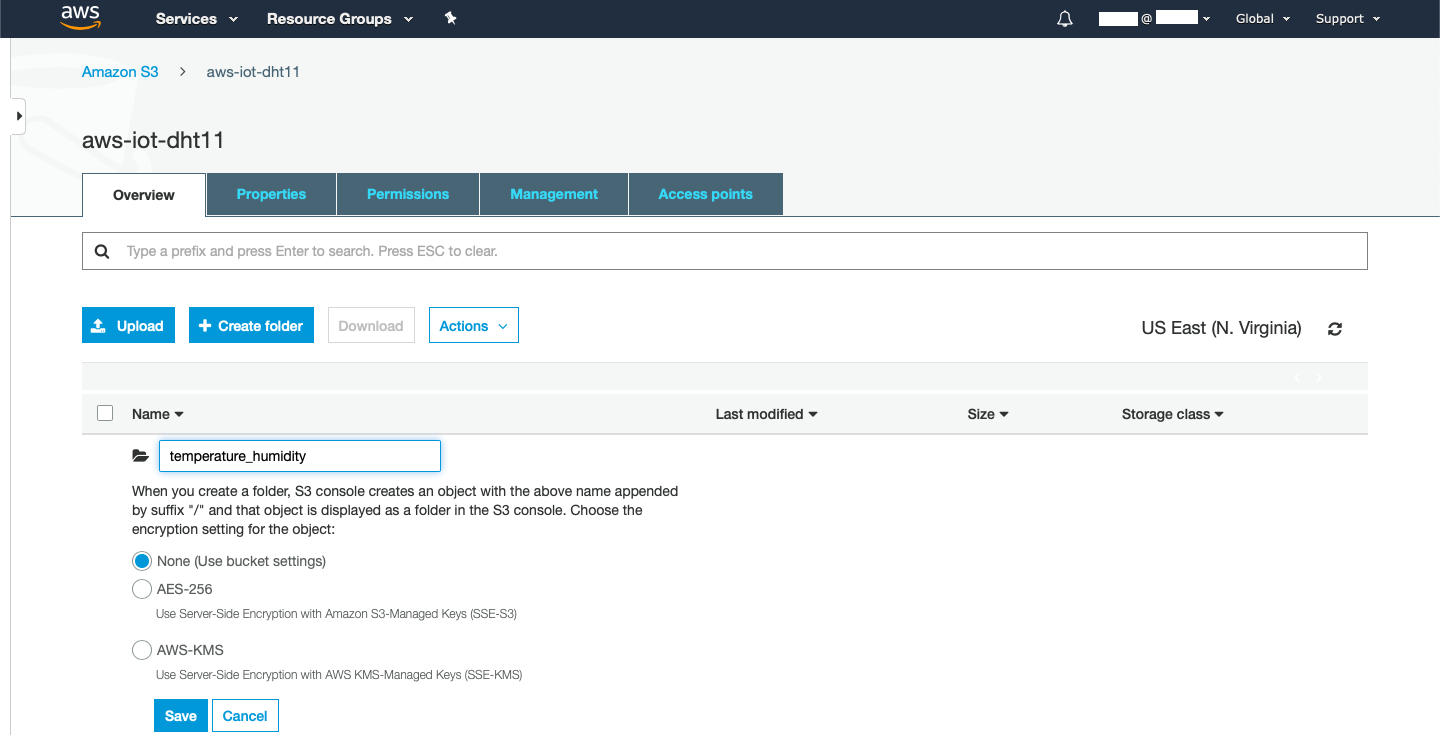 aws Services Resource Groups @ Global Support
Amazon S3 > aws-iot-dht11
aws-iot-dht11
Overview Properties Permissions Management Access points
Type a prefix and press Enter to search. Press ESC to clear.
Upload + Create folder Download Actions US East (N. Virginia)
Name Last modified Size Storage class
temperature_humidity
When you create a folder, S3 console creates an object with the above name appended
by suffix "/" and that object is displayed as a folder in the S3 console. Choose the
encryption setting for the object:
None (Use bucket settings)
AES-256
Use Server-Side Encryption with Amazon S3-Managed Keys (SSE-S3)
AWS-KMS
Use Server-Side Encryption with AWS KMS-Managed Keys (SSE-KMS)
Save Cancel